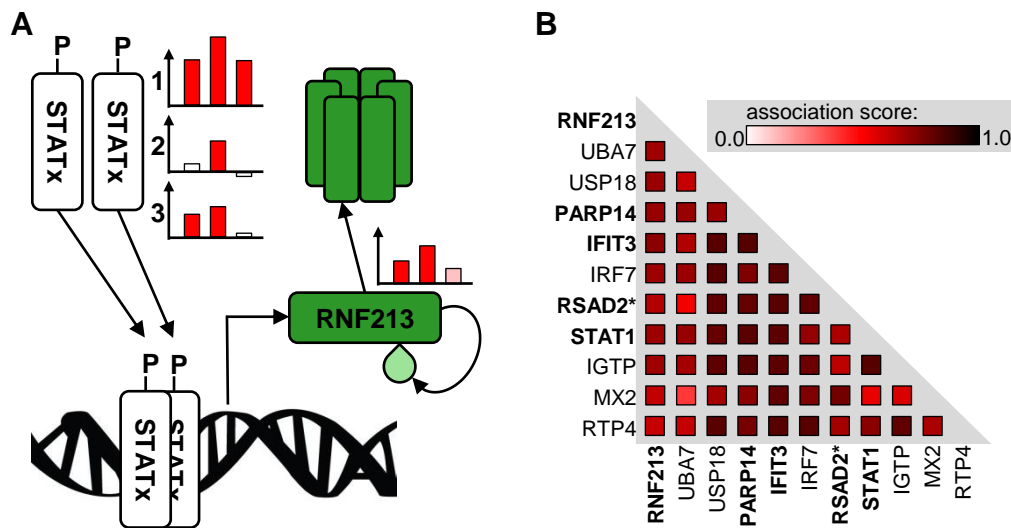 A
P
P
STATx
STATx
1
2
3
RNF213
P
P
STATx
STATx
B
association score:
0.0
1.0
RNF213
UBA7
USP18
PARP14
IFIT3
IRF7
RSAD2*
STAT1
IGTP
MX2
RTP4
RNF213
UBA7
USP18
PARP14
IFIT3
IRF7
RSAD2*
STAT1
IGTP
MX2
RTP4